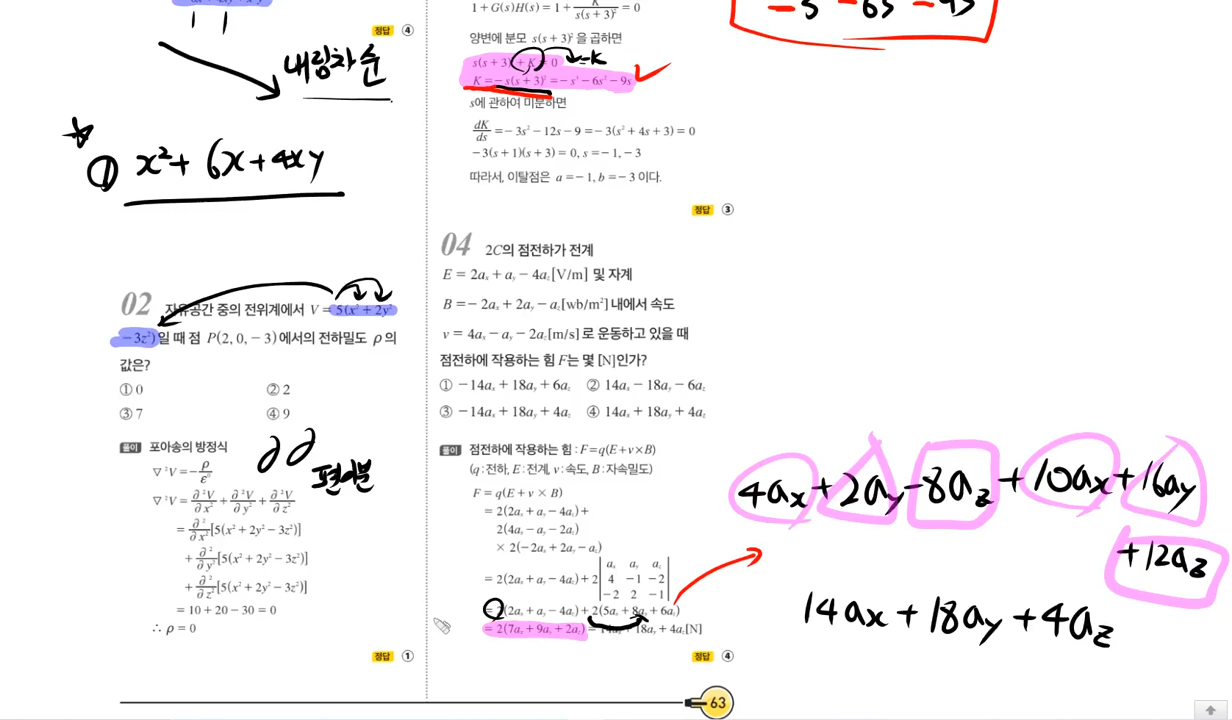 정답 ④
내림차순
① x² + 6x + 4xy
02 자유공간 중의 전위계에서 V = 5(x² + 2y²
− 3z²)일 때 점 P(2, 0, −3)에서의 전하밀도 ρ의
값은?
① 0 ② 2
③ 7 ④ 9
풀이 포아송의 방정식
∂ ∂
편미분
∇²V = −ρ/ε₀
∇²V = ∂²V/∂x² + ∂²V/∂y² + ∂²V/∂z²
= ∂²/∂x²[5(x² + 2y² − 3z²)]
+ ∂²/∂y²[5(x² + 2y² − 3z²)]
+ ∂²/∂z²[5(x² + 2y² − 3z²)]
= 10 + 20 − 30 = 0
∴ ρ = 0
정답 ①
1 + G(s)H(s) = 1 + K/s(s+3)² = 0
양변에 분모 s(s+3)²을 곱하면
s(s+3)² + K = 0
−K
K = −s(s+3)² = −s³ − 6s² − 9s
s에 관하여 미분하면
dK/ds = −3s² − 12s − 9 = −3(s² + 4s + 3) = 0
−3(s+1)(s+3) = 0, s = −1, −3
따라서, 이탈점은 a = −1, b = −3 이다.
정답 ③
04 2C의 점전하가 전계
E = 2aₓ + a_y − 4a_z[V/m] 및 자계
B = −2aₓ + 2a_y − a_z[wb/m²] 내에서 속도
v = 4aₓ − a_y − 2a_z[m/s]로 운동하고 있을 때
점전하에 작용하는 힘 F는 몇 [N]인가?
① −14aₓ + 18a_y + 6a_z ② 14aₓ − 18a_y − 6a_z
③ −14aₓ + 18a_y + 4a_z ④ 14aₓ + 18a_y + 4a_z
풀이 점전하에 작용하는 힘 : F = q(E + v × B)
(q : 전하, E : 전계, v : 속도, B : 자속밀도)
F = q(E + v × B)
= 2(2aₓ + a_y − 4a_z) +
2(4aₓ − a_y − 2a_z)
× 2(−2aₓ + 2a_y − a_z)
aₓ a_y a_z
= 2(2aₓ + a_y − 4a_z) + 2 | 4 −1 −2 |
−2 2 −1
= 2(2aₓ + a_y − 4a_z) + 2(5aₓ + 8a_y + 6a_z)
= 2(7aₓ + 9a_y + 2a_z) = 14aₓ + 18a_y + 4a_z[N]
정답 ④
63
4ax + 2ay − 8az + 10ax + 16ay
+ 12az
14ax + 18ay + 4az